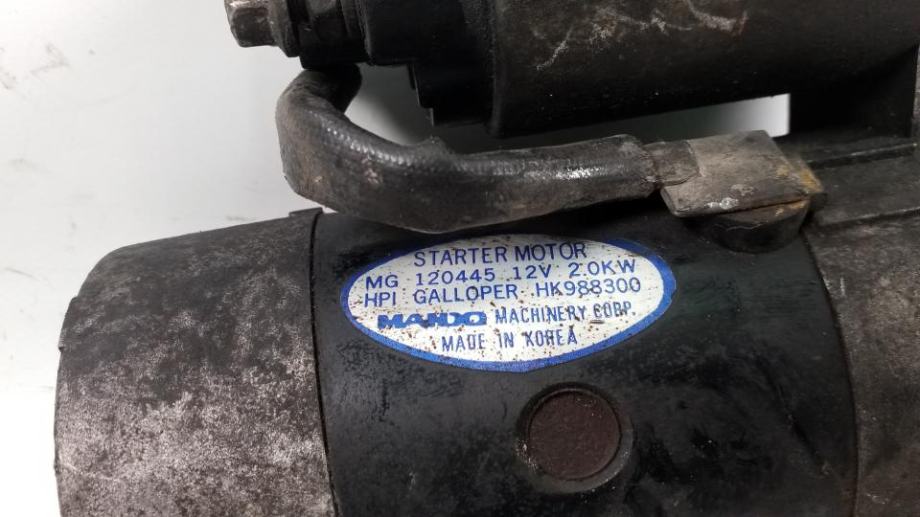 STARTER MOTOR
MG 120445 12V 2.0KW
HPI GALLOPER HK988300
MANDO MACHINERY CORP.
MADE IN KOREA